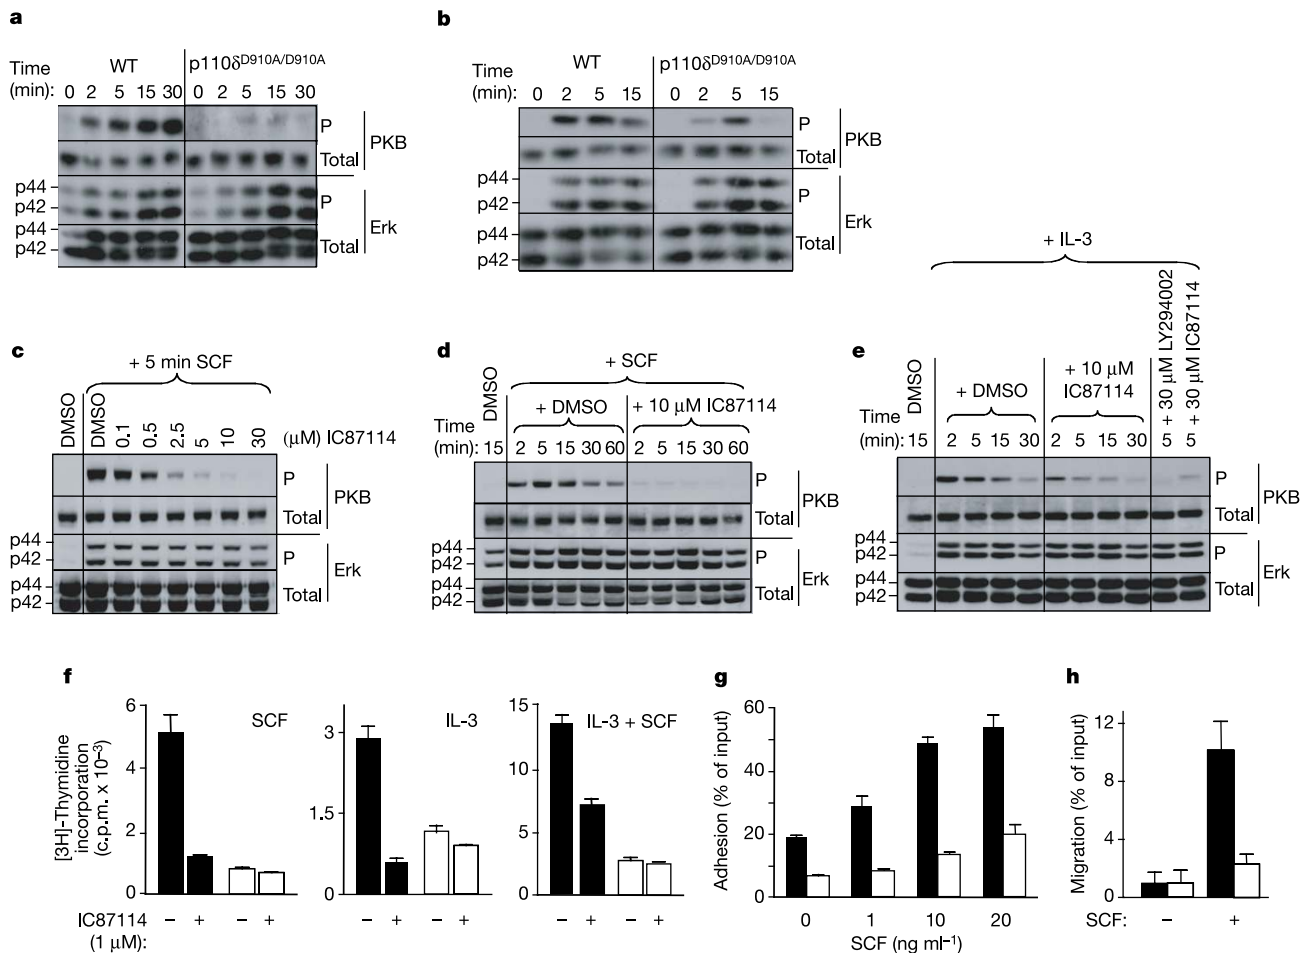 a
Time
(min):
WT
p110δD910A/D910A
0 2 5 15 30 0 2 5 15 30
P
Total
PKB
p44
p42
P
p44
p42
Total
Erk
b
Time
(min):
WT
p110δD910A/D910A
0 2 5 15 0 2 5 15
P
Total
PKB
p44
p42
P
p44
p42
Total
Erk
c
+ 5 min SCF
DMSO
DMSO
0.1
0.5
2.5
5
10
30
(μM) IC87114
P
Total
PKB
p44
p42
P
p44
p42
Total
Erk
d
+ SCF
DMSO
+ DMSO
+ 10 μM IC87114
Time
(min): 15 2 5 15 30 60 2 5 15 30 60
P
Total
PKB
p44
p42
P
p44
p42
Total
Erk
e
+ IL-3
DMSO
+ DMSO
+ 10 μM
IC87114
+ 30 μM LY294002
+ 30 μM IC87114
Time
(min): 15 2 5 15 30 2 5 15 30 5 5
P
Total
PKB
p44
p42
P
p44
p42
Total
Erk
f
[3H]-Thymidine
incorporation
(c.p.m. x 10–3)
6
4
2
0
SCF
3
1.5
0
IL-3
15
10
5
0
IL-3 + SCF
IC87114
(1 μM):
– + – +
– + – +
– + – +
g
Adhesion (% of input)
60
40
20
0
0 1 10 20
SCF (ng ml–1)
h
Migration (% of input)
12
8
4
0
SCF: – +